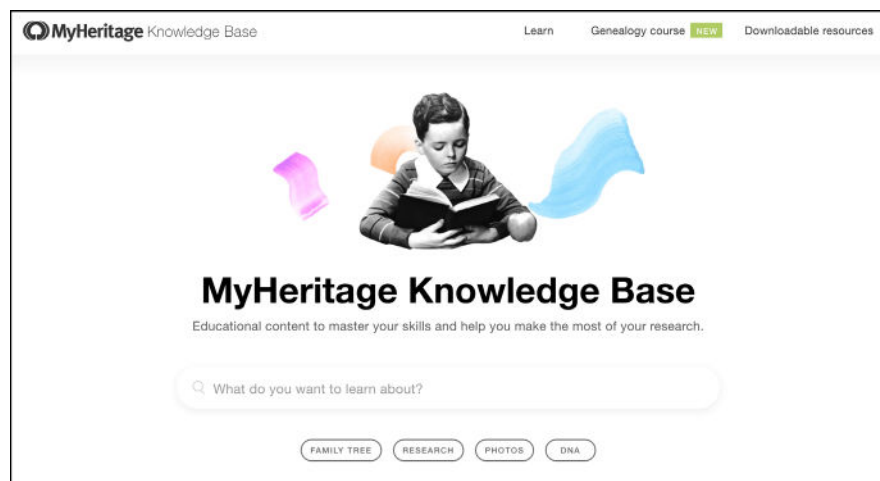 MyHeritage Knowledge Base
Learn
Genealogy course NEW
Downloadable resources
MyHeritage Knowledge Base
Educational content to master your skills and help you make the most of your research.
What do you want to learn about?
FAMILY TREE
RESEARCH
PHOTOS
DNA